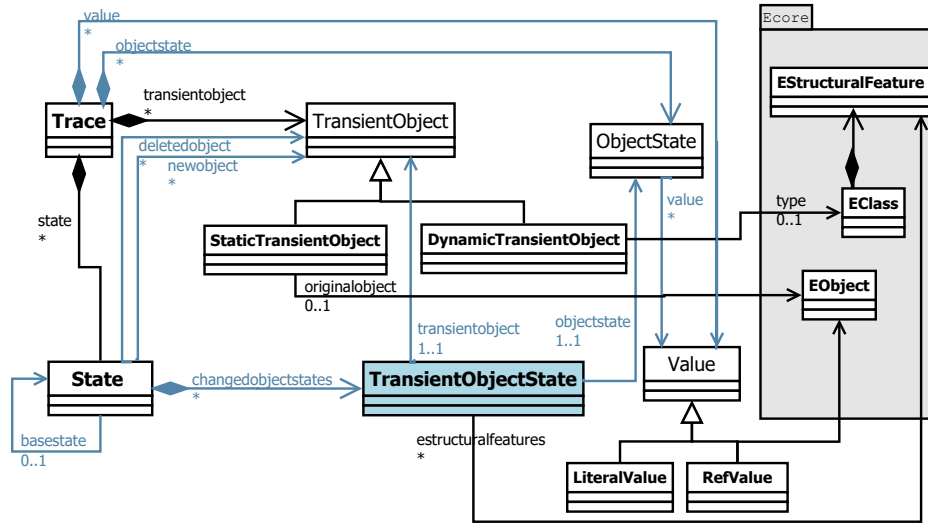 value
*
Ecore
objectstate
*
EStructuralFeature
transientobject
*
Trace
TransientObject
deletedobject
*
newobject
*
ObjectState
value
*
state
*
type
0..1
EClass
StaticTransientObject
DynamicTransientObject
originalobject
0..1
EObject
transientobject
1..1
objectstate
1..1
State
changedobjectstates
*
TransientObjectState
Value
basestate
0..1
estructuralfeatures
*
LiteralValue
RefValue